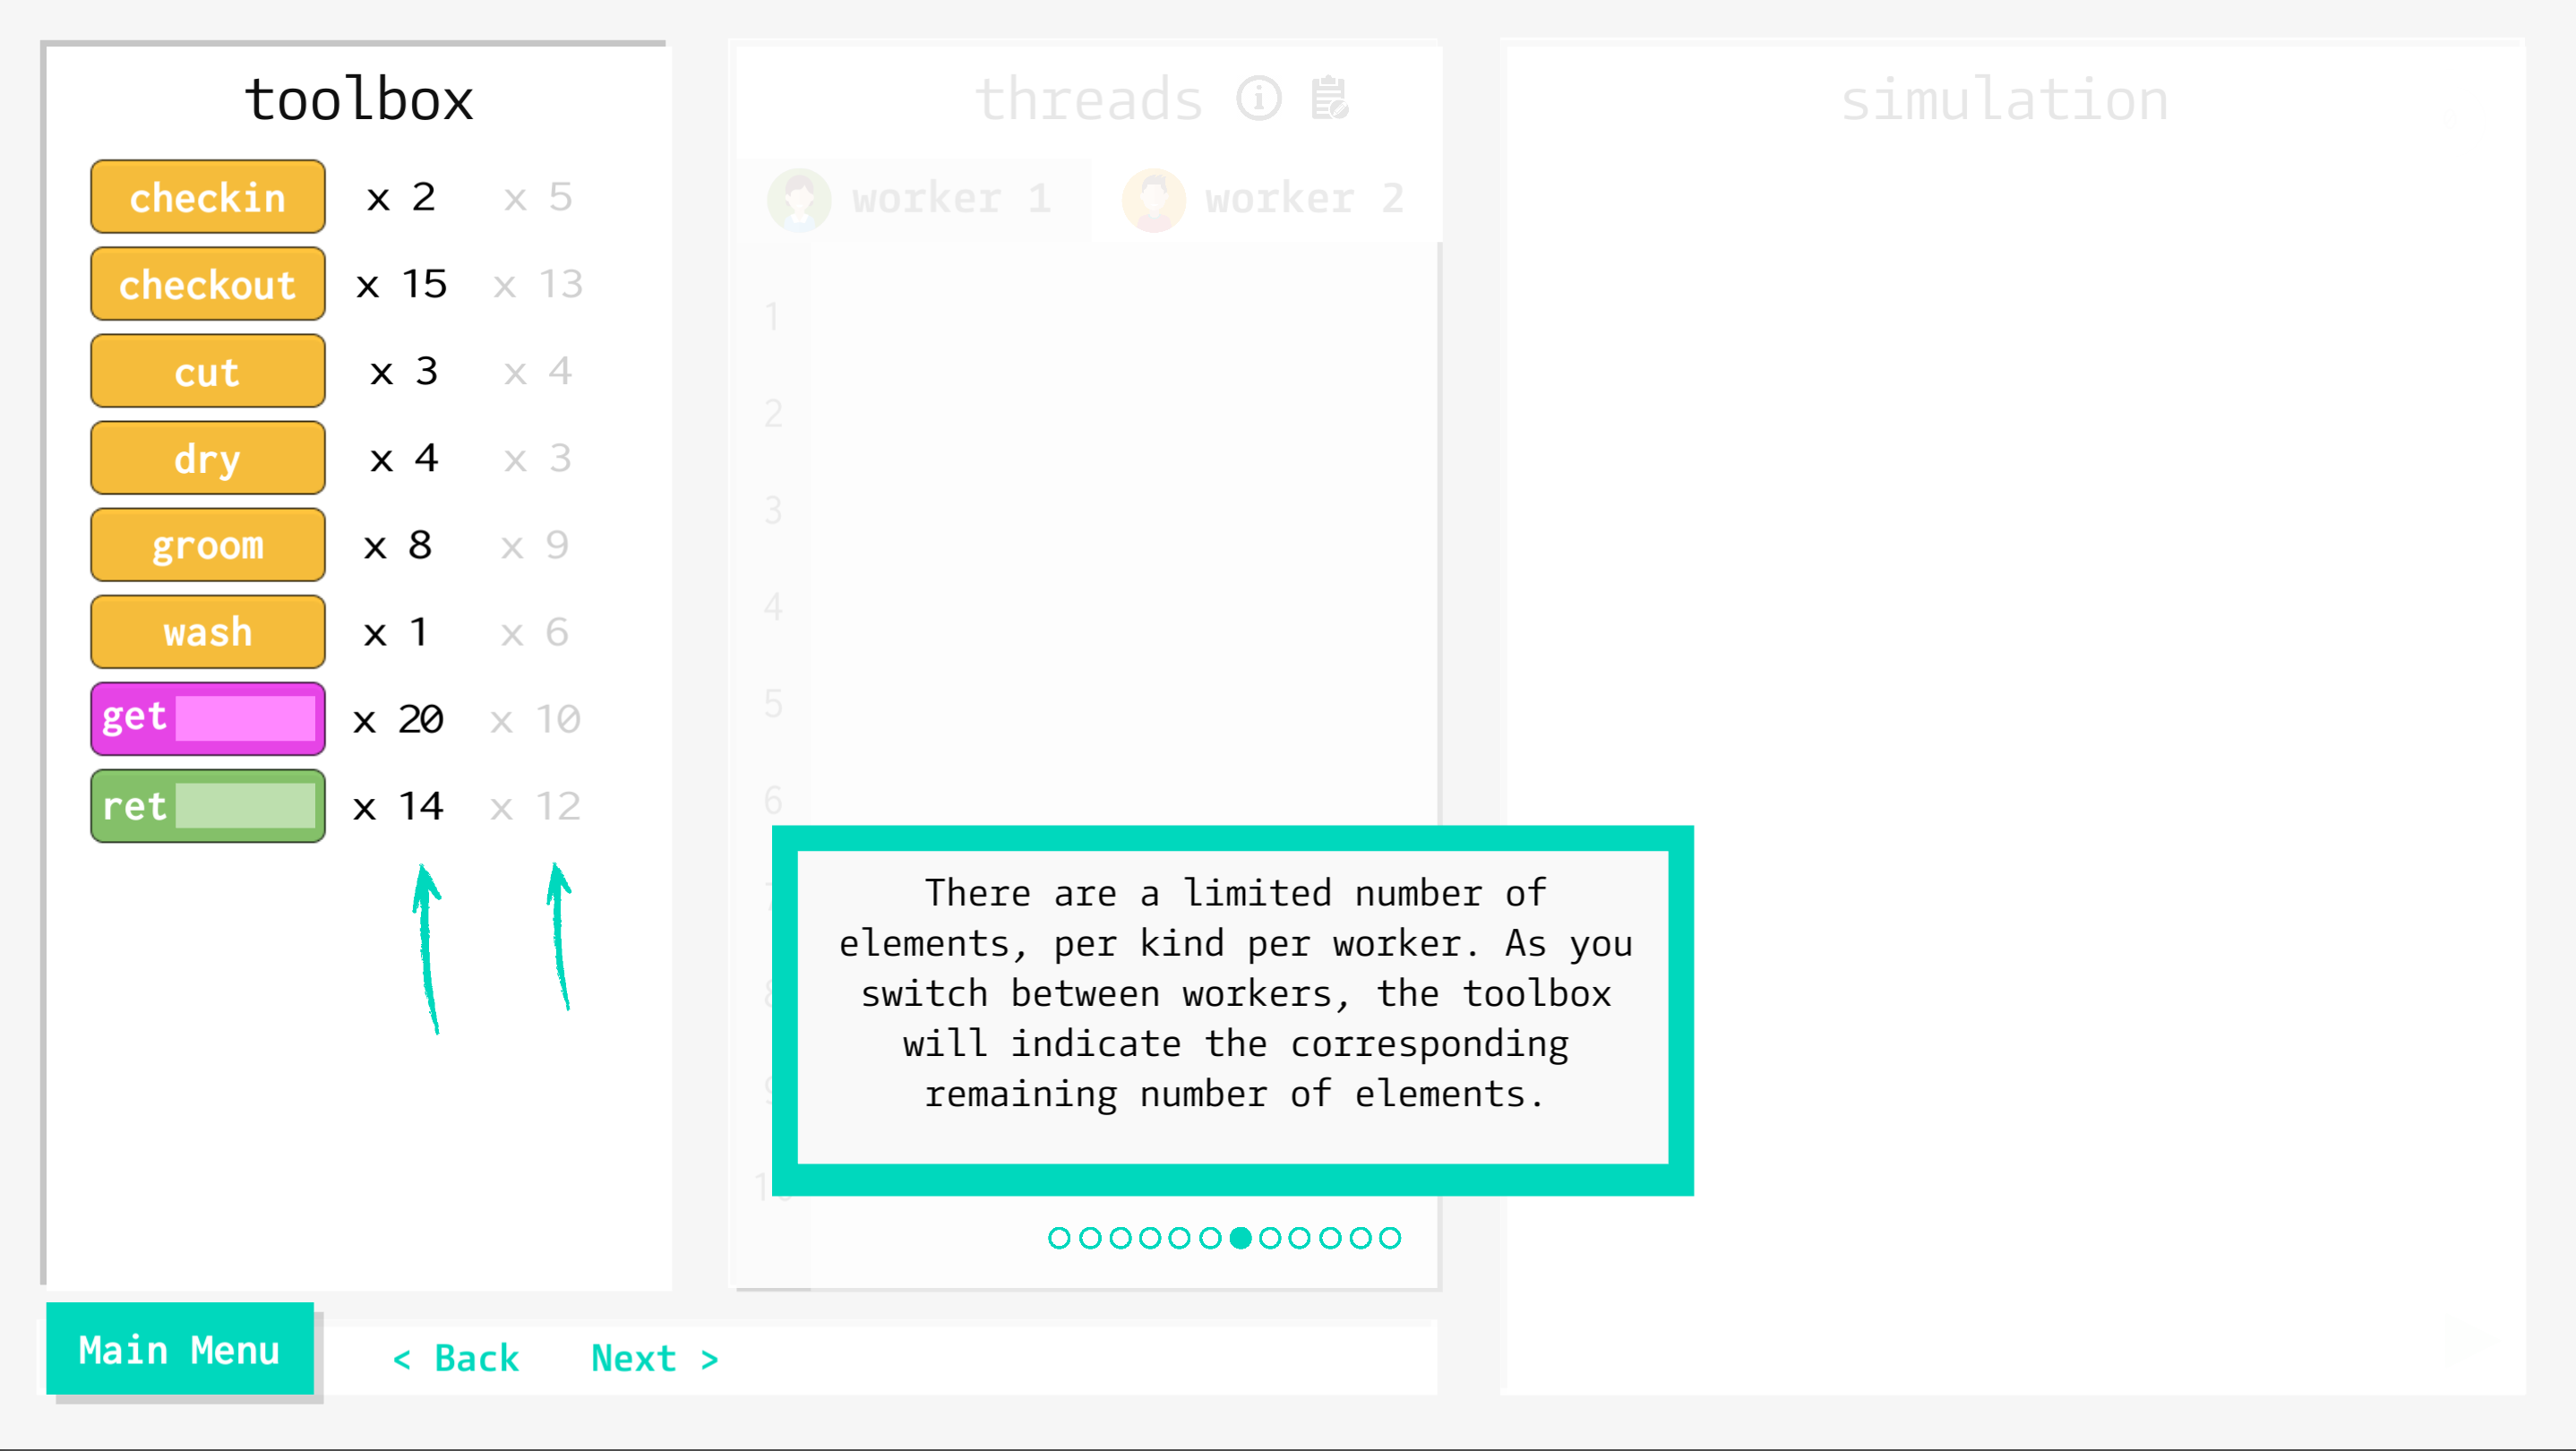 toolbox
checkin x 2 x 5
checkout x 15 x 13
cut x 3 x 4
dry x 4 x 3
groom x 8 x 9
wash x 1 x 6
get x 20 x 10
ret x 14 x 12
threads
worker 1 worker 2
1
2
3
4
5
6
simulation
There are a limited number of
elements, per kind per worker. As you
switch between workers, the toolbox
will indicate the corresponding
remaining number of elements.
Main Menu
< Back Next >